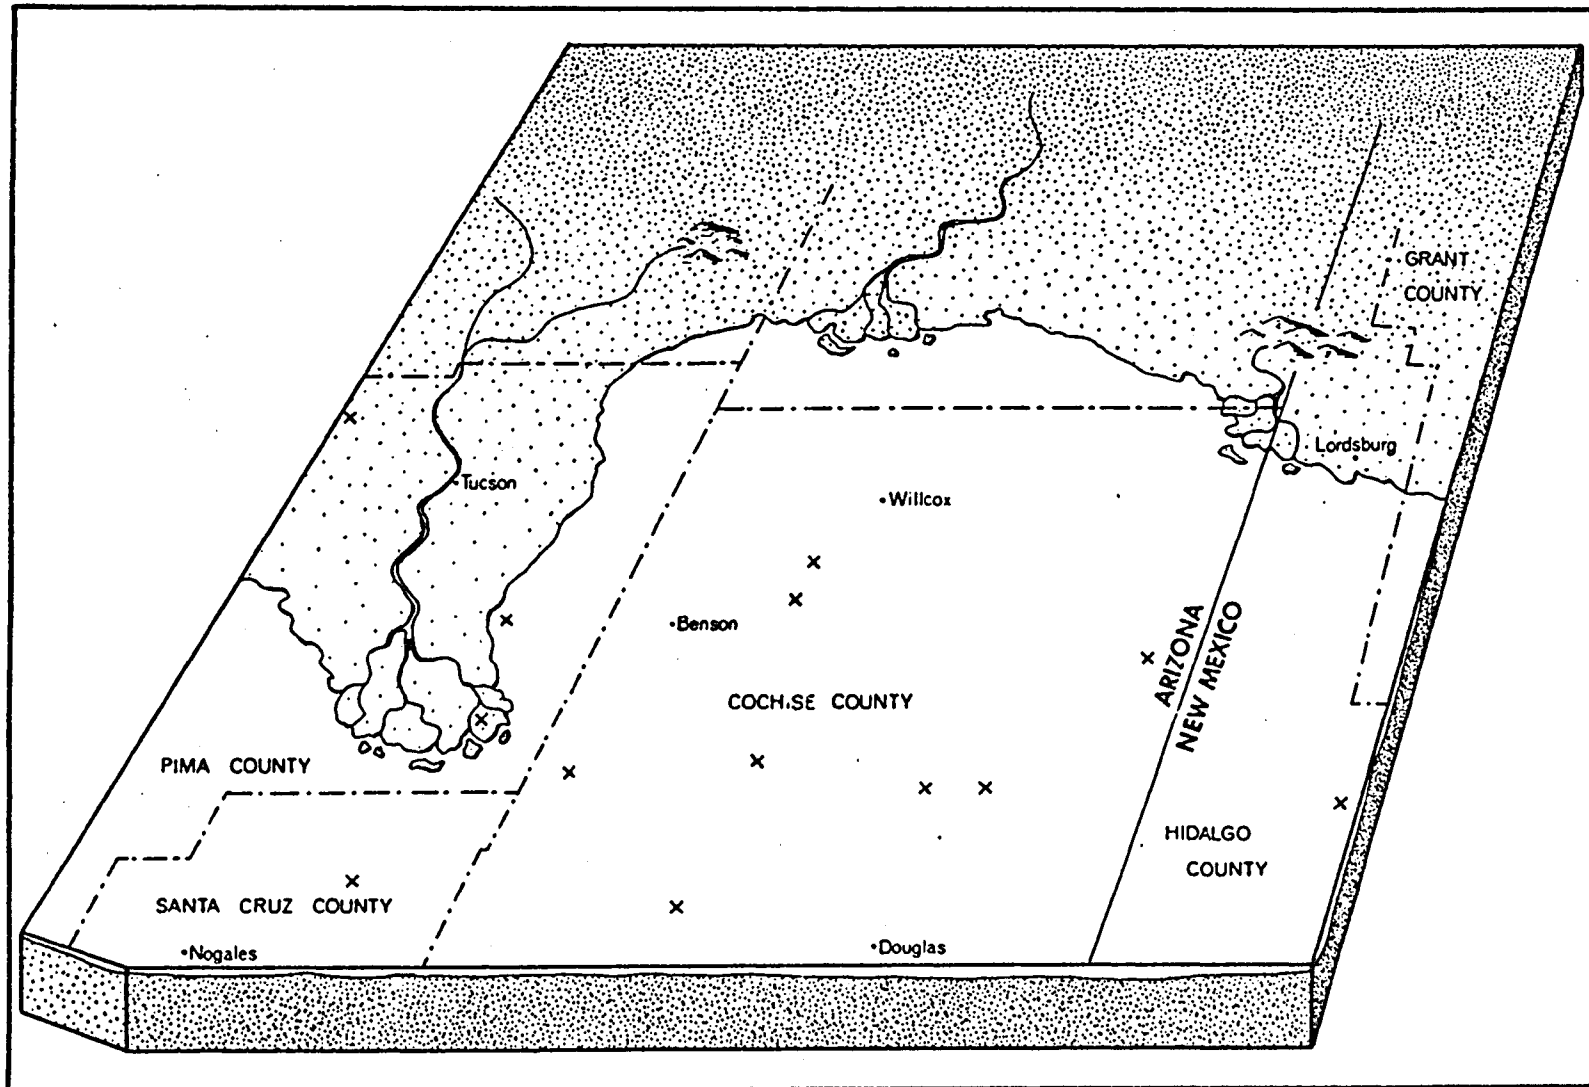 GRANT
COUNTY
Lordsburg
Tucson
Willcox
Benson
ARIZONA
NEW MEXICO
COCHISE COUNTY
PIMA COUNTY
HIDALGO
COUNTY
SANTA CRUZ COUNTY
Nogales
Douglas